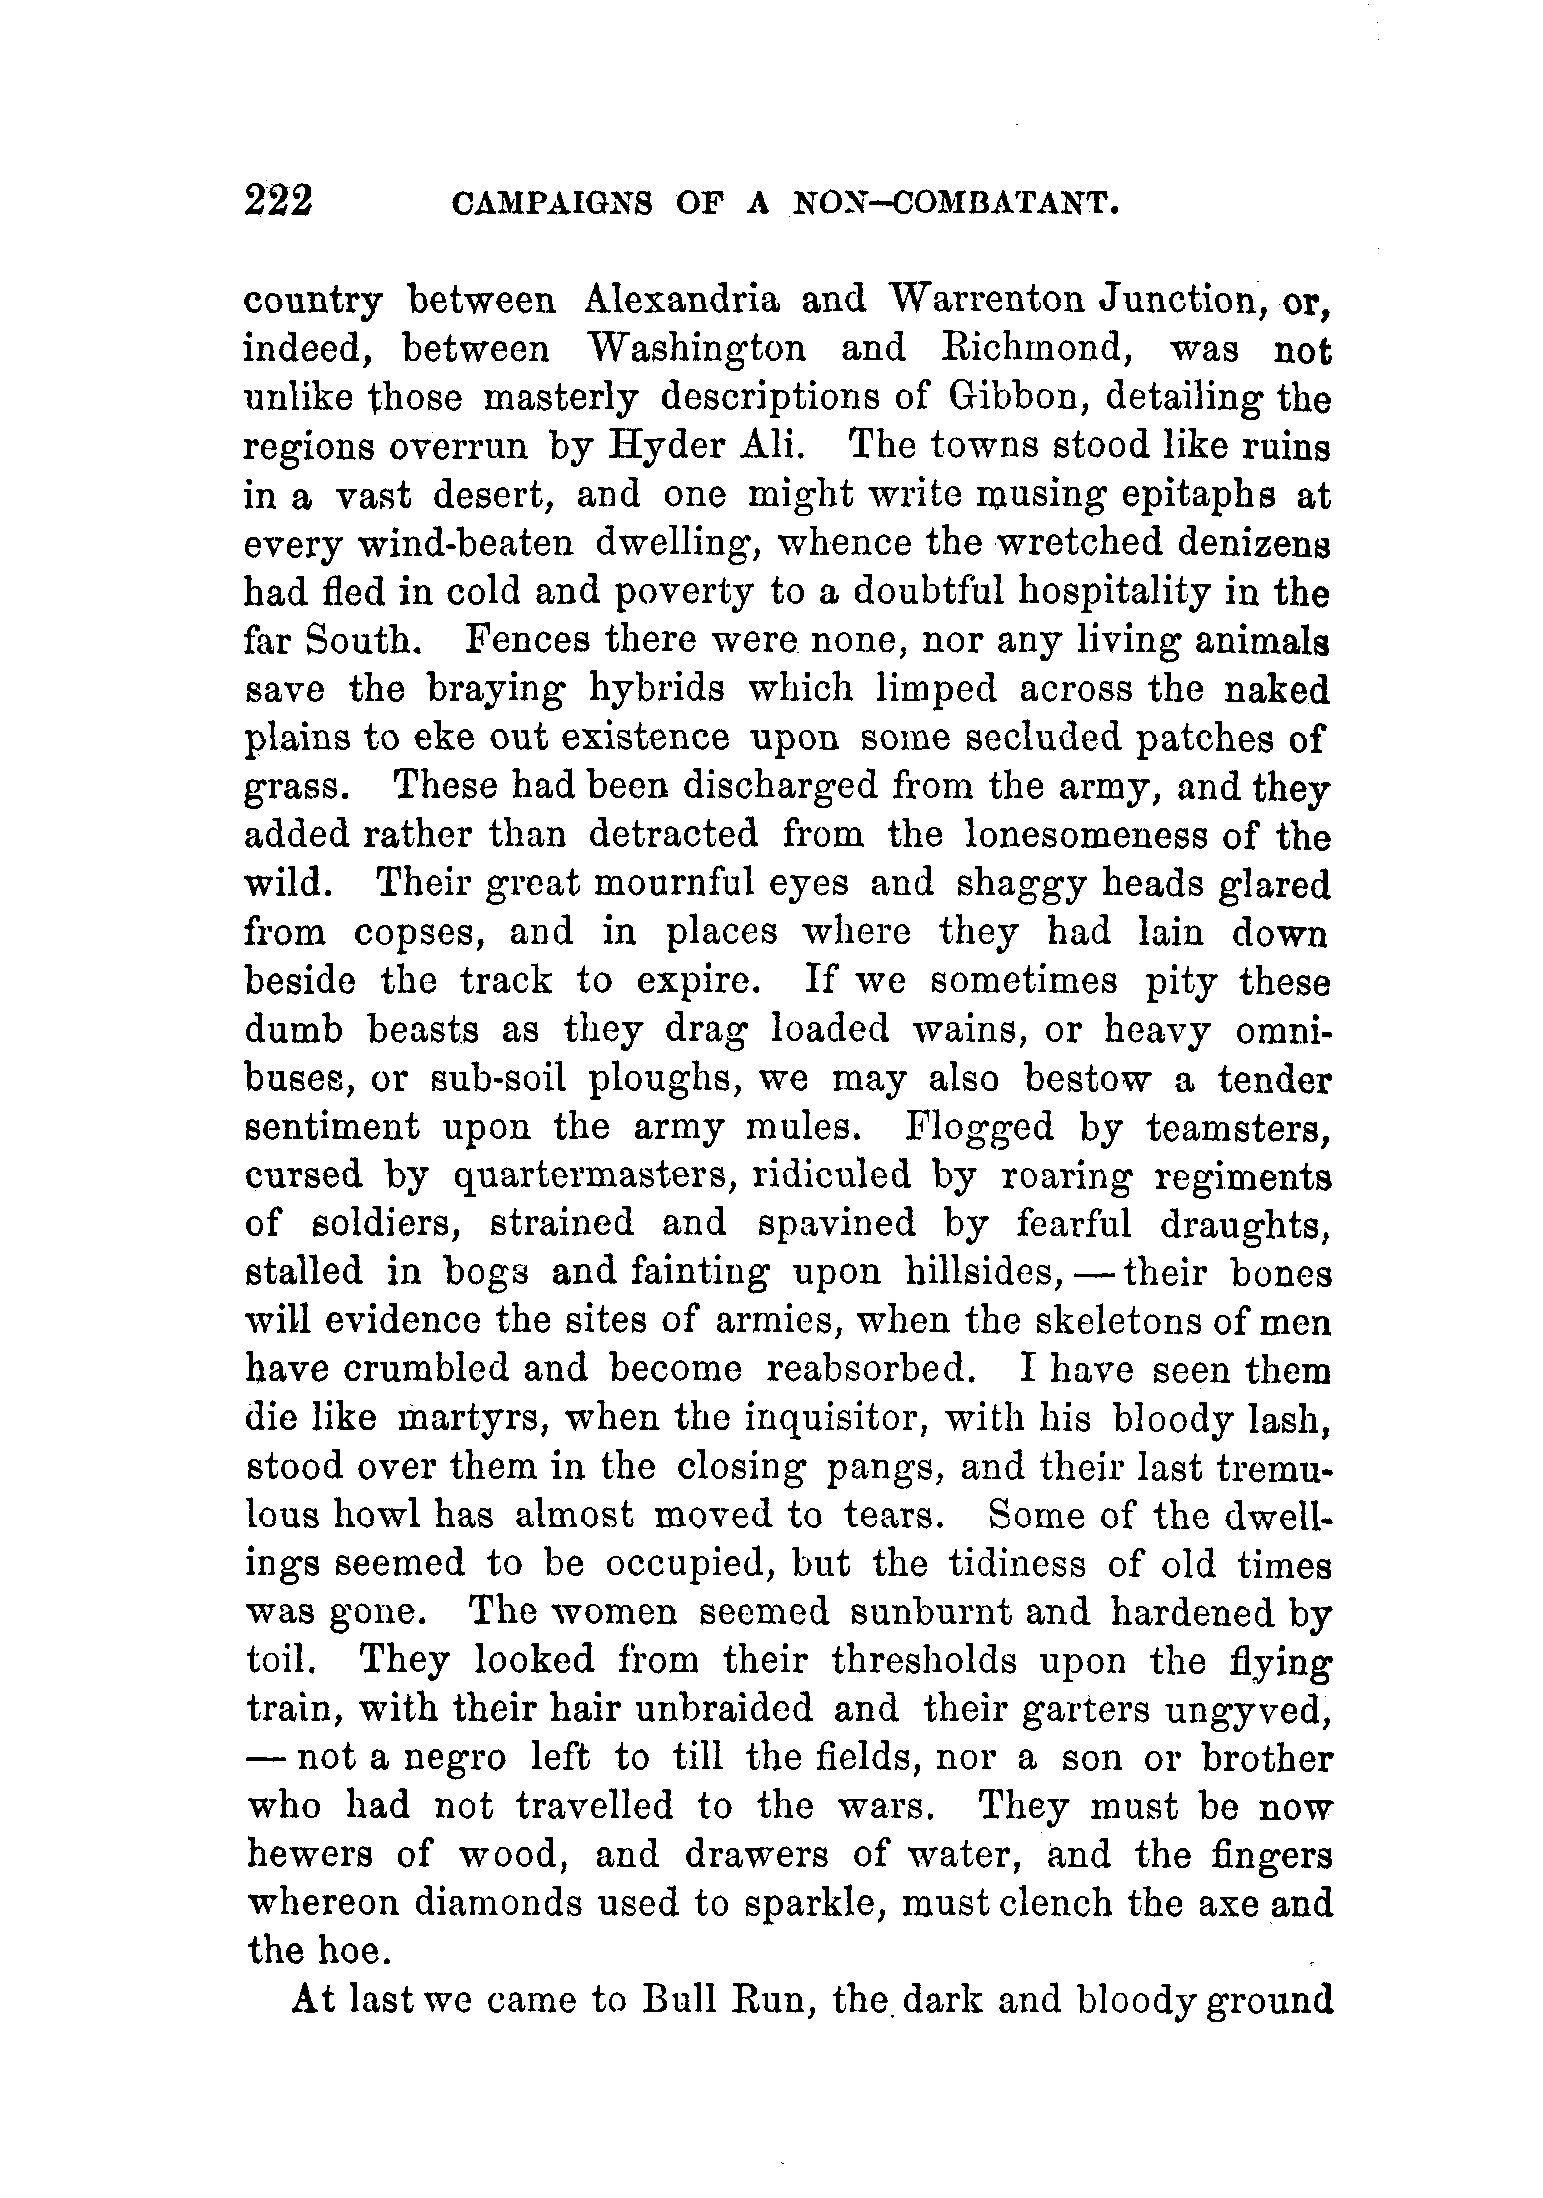 222 CAMPAIGNS OF A NON-COMBATANT.
country between Alexandria and Warrenton Junction, or,
indeed, between Washington and Richmond, was not
unlike those masterly descriptions of Gibbon, detailing the
regions overrun by Hyder Ali. The towns stood like ruins
in a vast desert, and one might write musing epitaphs at
every wind-beaten dwelling, whence the wretched denizens
had fled in cold and poverty to a doubtful hospitality in the
far South. Fences there were none, nor any living animals
save the braying hybrids which limped across the naked
plains to eke out existence upon some secluded patches of
grass. These had been discharged from the army, and they
added rather than detracted from the lonesomeness of the
wild. Their great mournful eyes and shaggy heads glared
from copses, and in places where they had lain down
beside the track to expire. If we sometimes pity these
dumb beasts as they drag loaded wains, or heavy omni-
buses, or sub-soil ploughs, we may also bestow a tender
sentiment upon the army mules. Flogged by teamsters,
cursed by quartermasters, ridiculed by roaring regiments
of soldiers, strained and spavined by fearful draughts,
stalled in bogs and fainting upon hillsides, — their bones
will evidence the sites of armies, when the skeletons of men
have crumbled and become reabsorbed. I have seen them
die like martyrs, when the inquisitor, with his bloody lash,
stood over them in the closing pangs, and their last tremu-
lous howl has almost moved to tears. Some of the dwell-
ings seemed to be occupied, but the tidiness of old times
was gone. The women seemed sunburnt and hardened by
toil. They looked from their thresholds upon the flying
train, with their hair unbraided and their garters ungyved,
— not a negro left to till the fields, nor a son or brother
who had not travelled to the wars. They must be now
hewers of wood, and drawers of water, and the fingers
whereon diamonds used to sparkle, must clench the axe and
the hoe.
At last we came to Bull Run, the dark and bloody ground